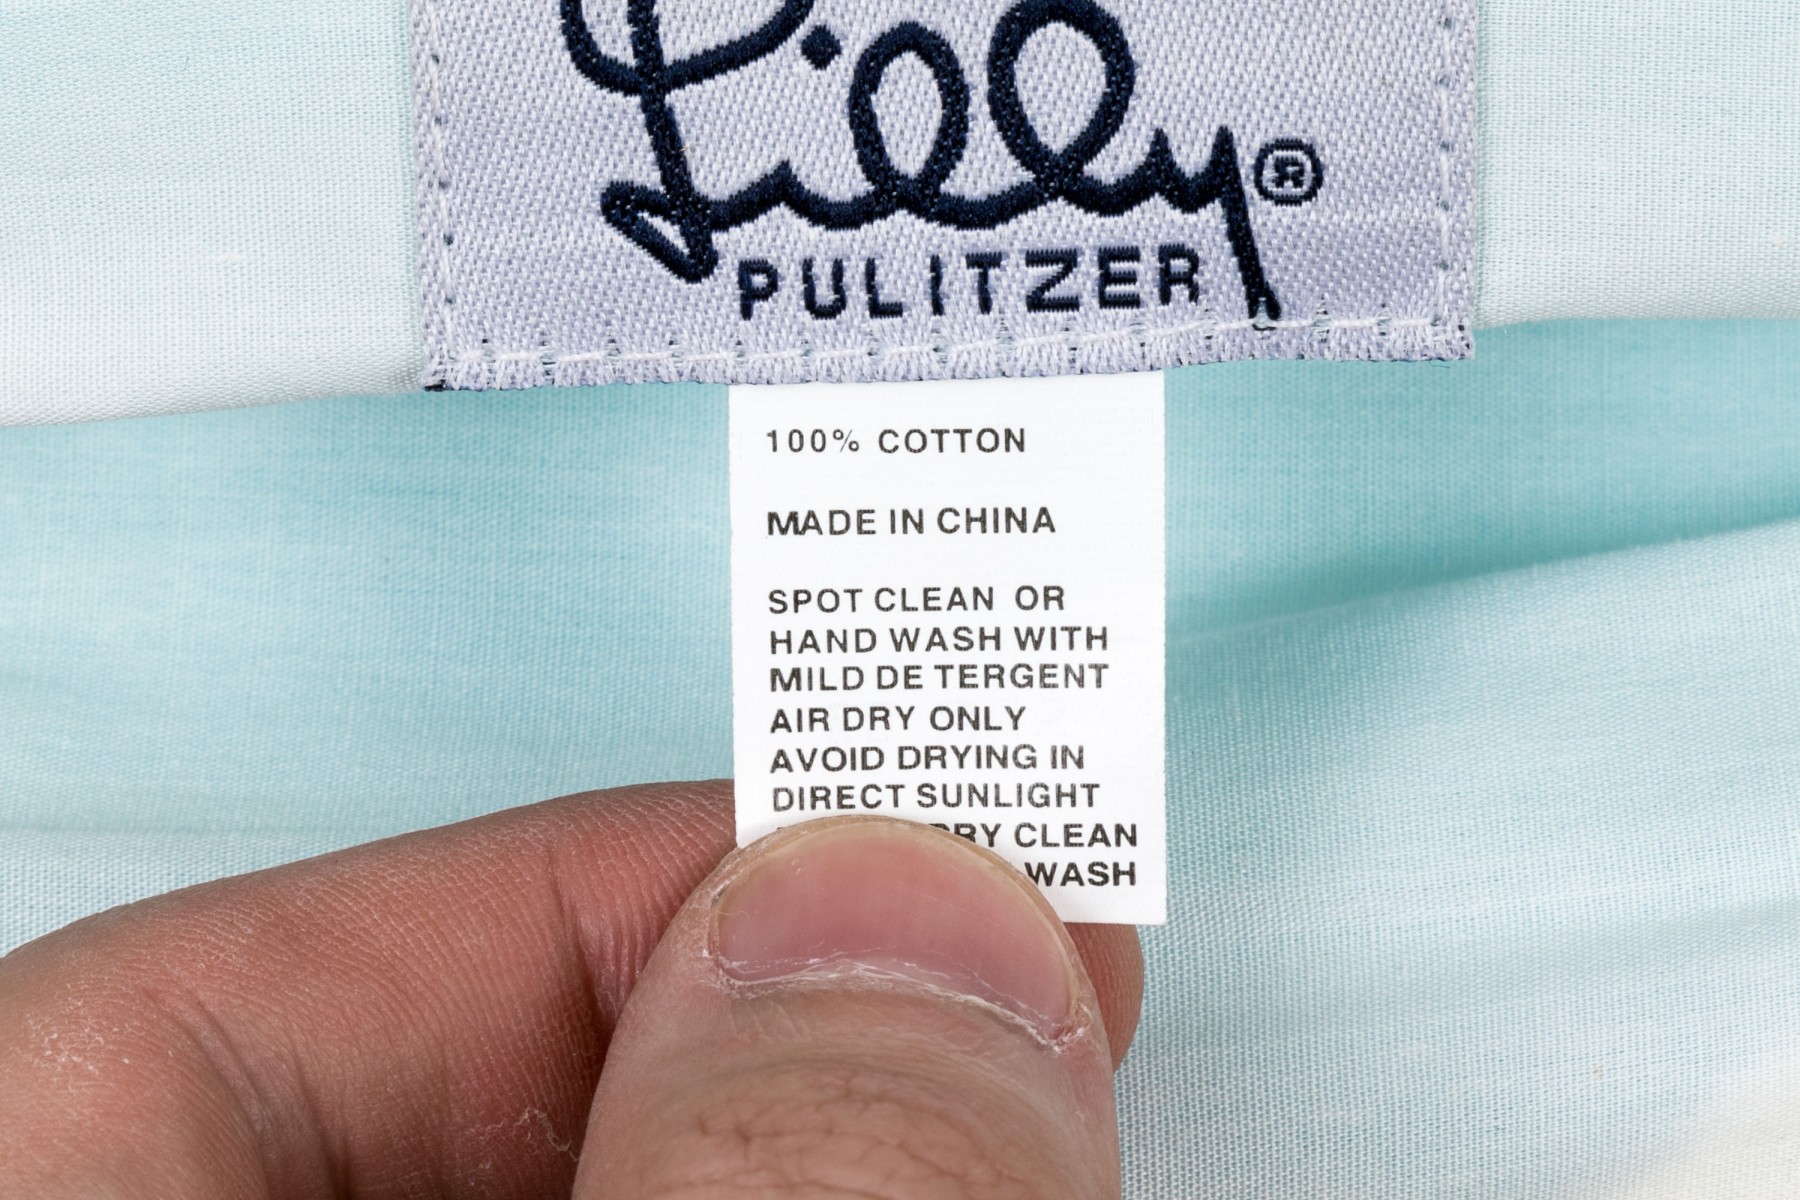 Lilly®
PULITZER
100% COTTON
MADE IN CHINA
SPOT CLEAN OR
HAND WASH WITH
MILD DE TERGENT
AIR DRY ONLY
AVOID DRYING IN
DIRECT SUNLIGHT
DRY CLEAN
WASH